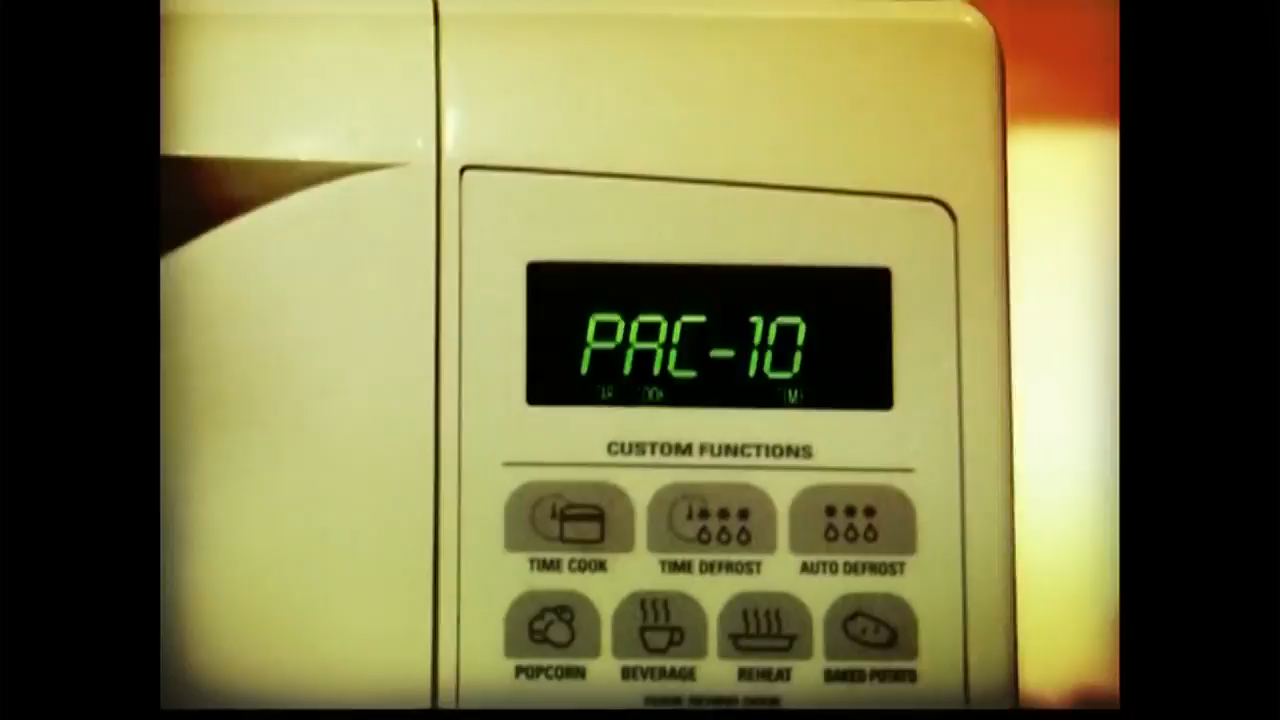 PAC-10
CUSTOM FUNCTIONS
TIME COOK TIME DEFROST AUTO DEFROST
POPCORN BEVERAGE REHEAT BAKED POTATO